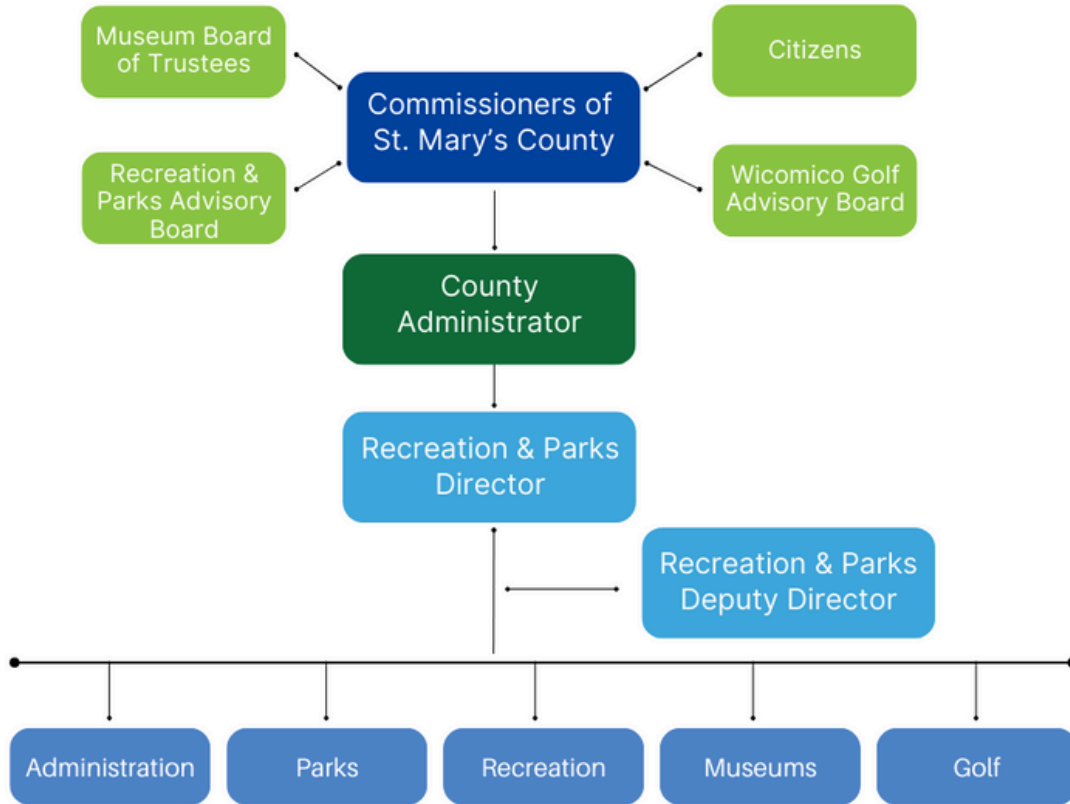 Museum Board
of Trustees
Citizens
Commissioners of
St. Mary's County
Recreation &
Parks Advisory
Board
Wicomico Golf
Advisory Board
County
Administrator
Recreation & Parks
Director
Recreation & Parks
Deputy Director
Administration
Parks
Recreation
Museums
Golf